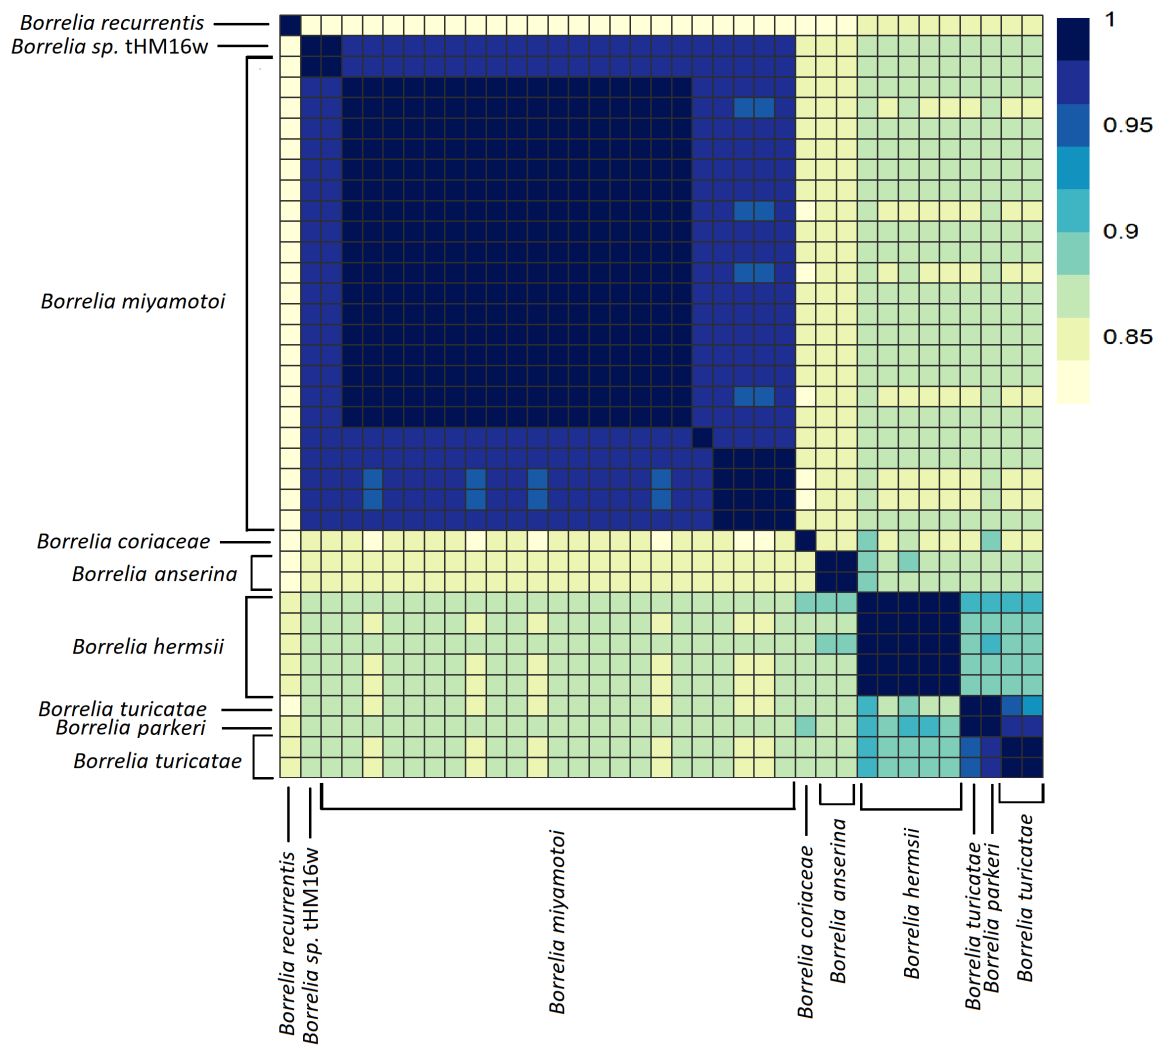 Borrelia recurrentis
Borrelia sp. tHM16w
Borrelia miyamotoi
Borrelia coriaceae
Borrelia anserina
Borrelia hermsii
Borrelia turicatae
Borrelia parkeri
Borrelia turicatae
1
0.95
0.9
0.85
Borrelia recurrentis
Borrelia sp. tHM16w
Borrelia miyamotoi
Borrelia coriaceae
Borrelia anserina
Borrelia hermsii
Borrelia turicatae
Borrelia parkeri
Borrelia turicatae